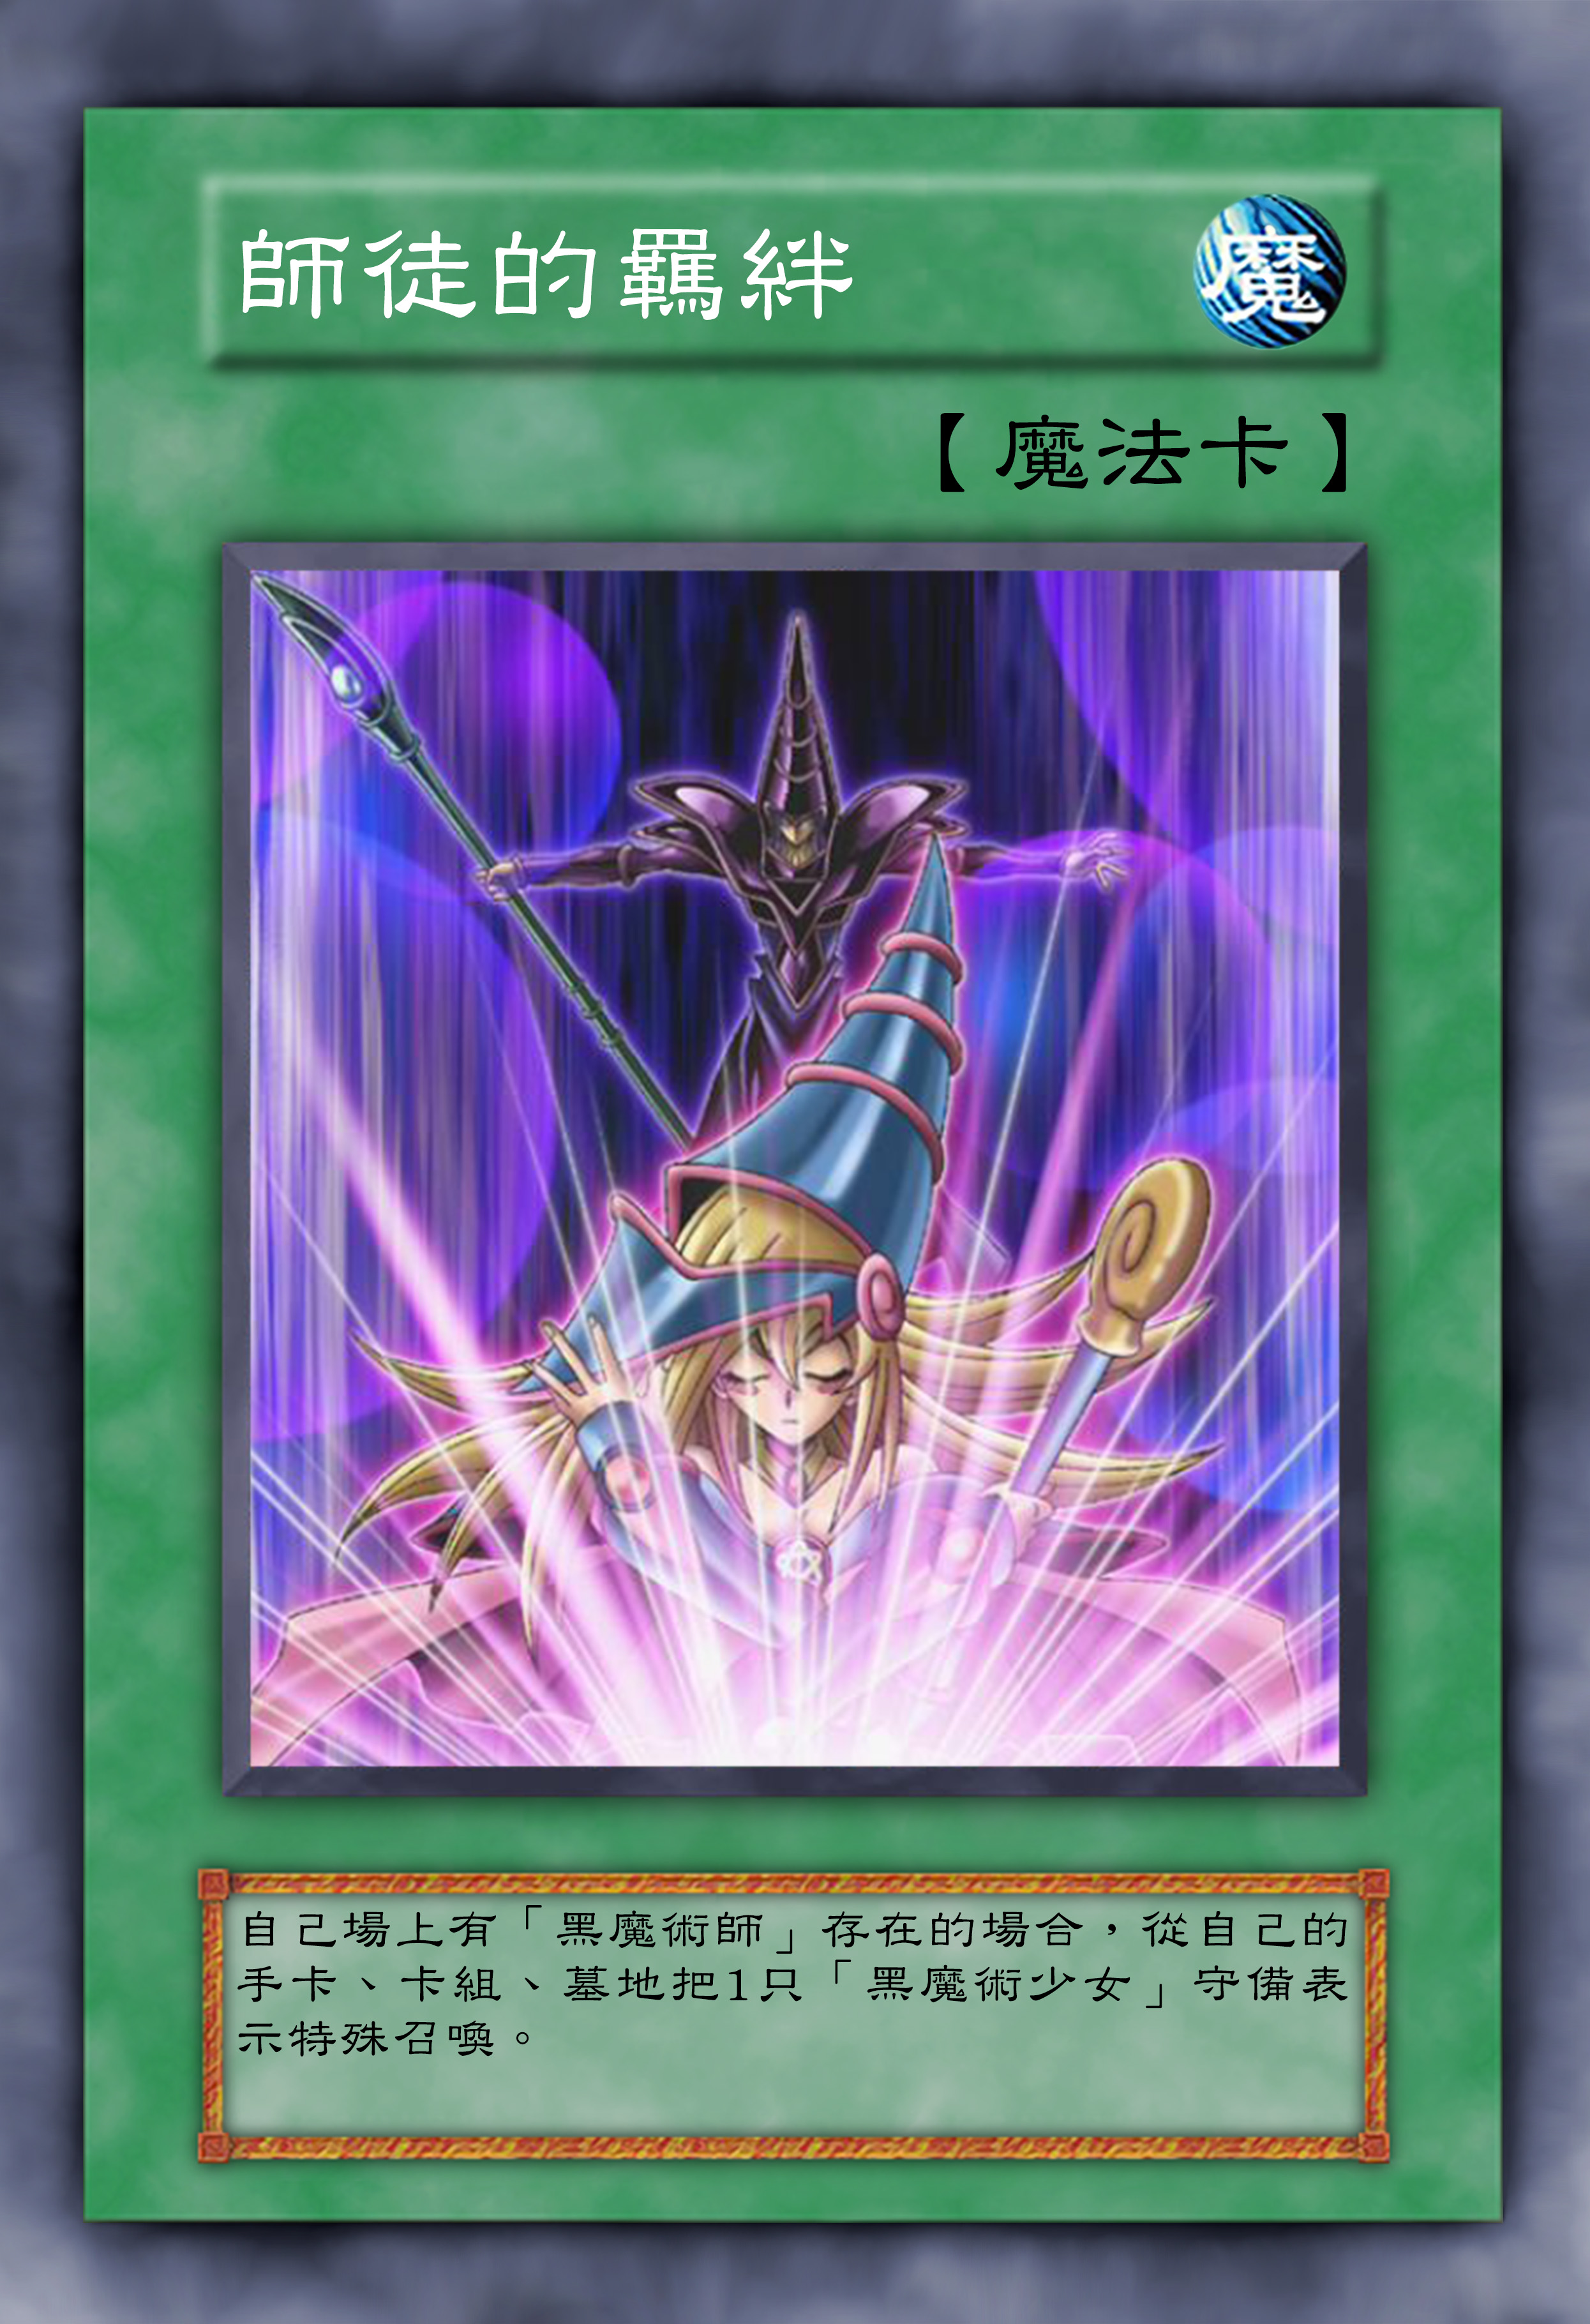 師徒的羈絆
魔
【魔法卡】
自己場上有「黑魔術師」存在的場合，從自己的
手卡、卡組、墓地把1只「黑魔術少女」守備表
示特殊召喚。